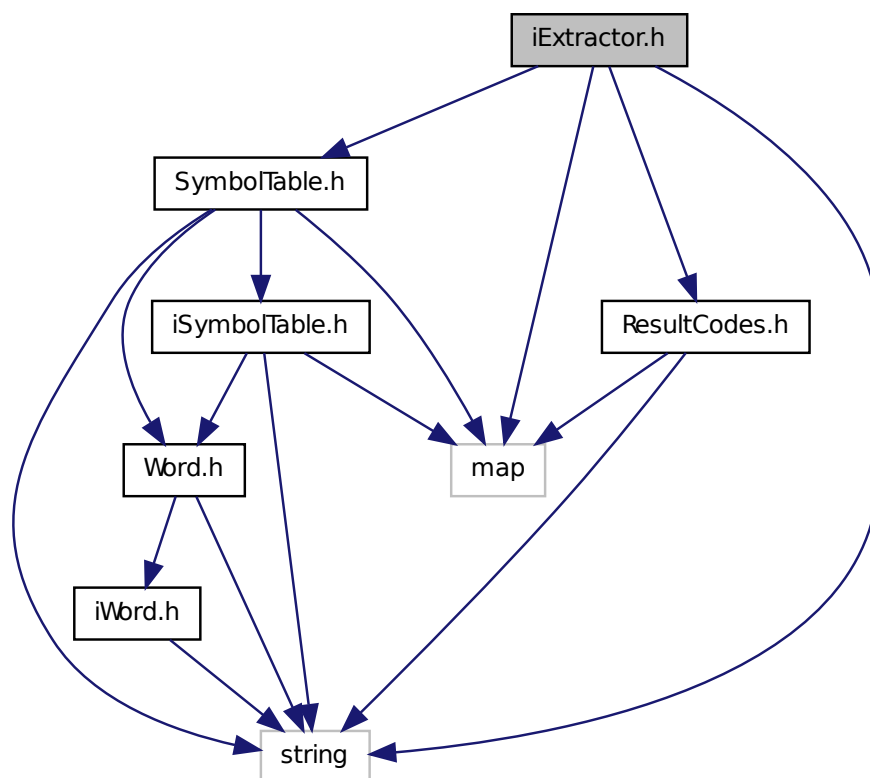 iExtractor.h
SymbolTable.h
iSymbolTable.h
ResultCodes.h
Word.h
map
iWord.h
string